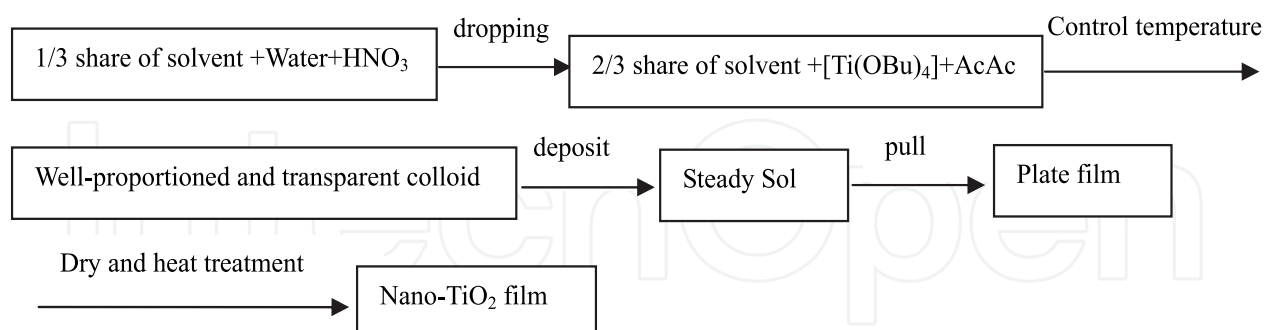 dropping
Control temperature
1/3 share of solvent +Water+HNO₃
2/3 share of solvent +[Ti(OBu)₄]+AcAc
deposit
pull
Well-proportioned and transparent colloid
Steady Sol
Plate film
Dry and heat treatment
Nano-TiO₂ film
IntechOpen